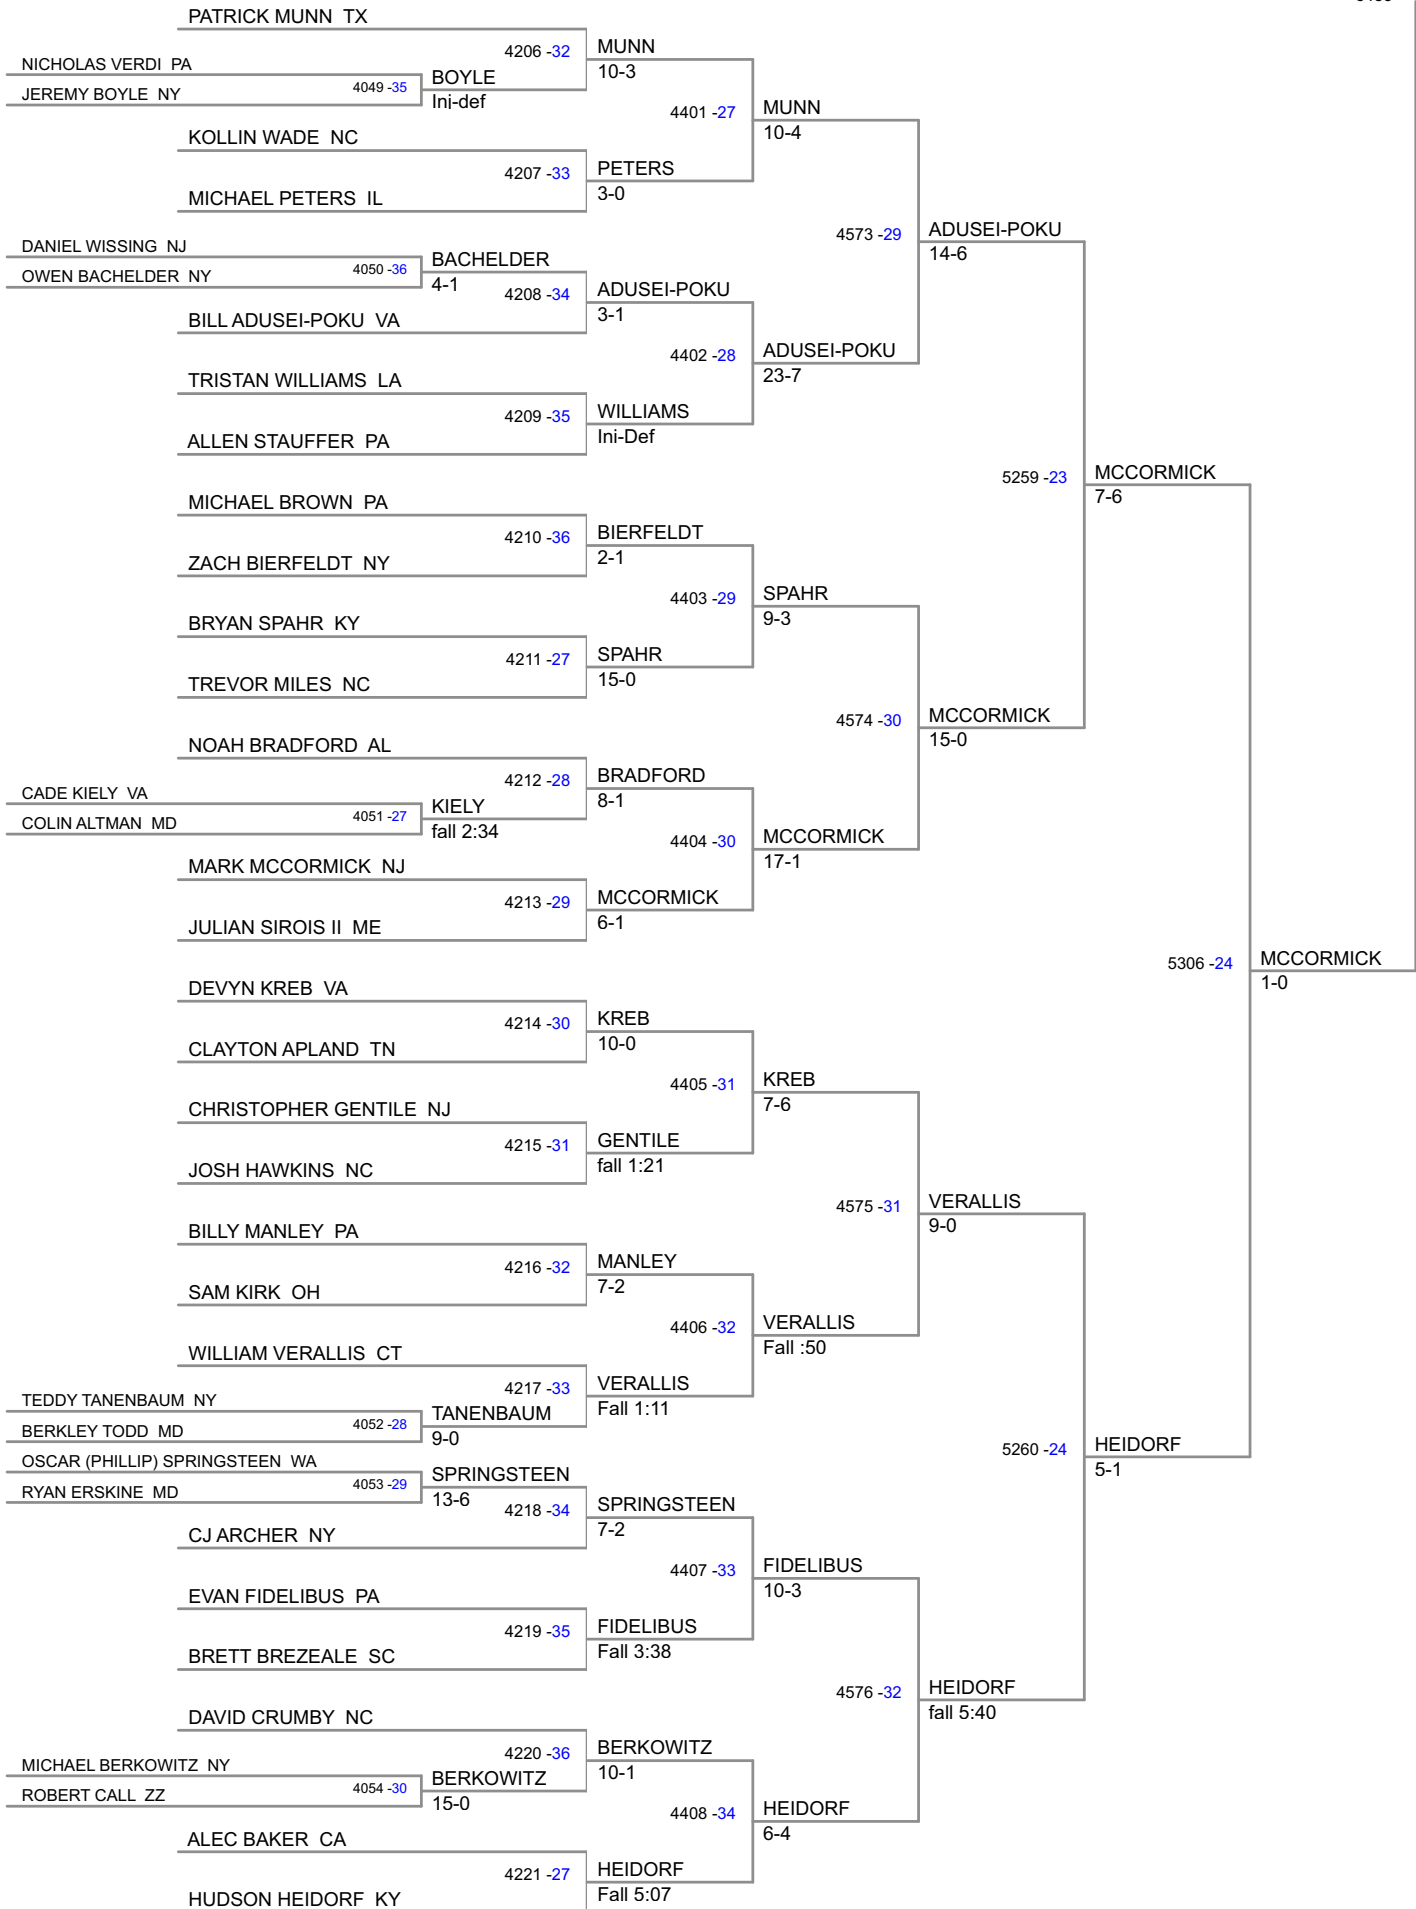 PATRICK MUNN TX
4206 -32
MUNN
10-3
NICHOLAS VERDI PA
JEREMY BOYLE NY
4049 -35
BOYLE
Inj-def
4401 -27
MUNN
10-4
KOLLIN WADE NC
4207 -33
PETERS
3-0
MICHAEL PETERS IL
4573 -29
ADUSEI-POKU
14-6
DANIEL WISSING NJ
OWEN BACHELDER NY
4050 -36
BACHELDER
4-1
4208 -34
ADUSEI-POKU
3-1
BILL ADUSEI-POKU VA
4402 -28
ADUSEI-POKU
23-7
TRISTAN WILLIAMS LA
4209 -35
WILLIAMS
Inj-Def
ALLEN STAUFFER PA
5259 -23
MCCORMICK
7-6
MICHAEL BROWN PA
4210 -36
BIERFELDT
2-1
ZACH BIERFELDT NY
4403 -29
SPAHR
9-3
BRYAN SPAHR KY
4211 -27
SPAHR
15-0
TREVOR MILES NC
4574 -30
MCCORMICK
15-0
NOAH BRADFORD AL
4212 -28
BRADFORD
8-1
CADE KIELY VA
COLIN ALTMAN MD
4051 -27
KIELY
fall 2:34
4404 -30
MCCORMICK
17-1
MARK MCCORMICK NJ
4213 -29
MCCORMICK
6-1
JULIAN SIROIS II ME
5306 -24
MCCORMICK
1-0
DEVYN KREB VA
4214 -30
KREB
10-0
CLAYTON APLAND TN
4405 -31
KREB
7-6
CHRISTOPHER GENTILE NJ
4215 -31
GENTILE
fall 1:21
JOSH HAWKINS NC
4575 -31
VERALLIS
9-0
BILLY MANLEY PA
4216 -32
MANLEY
7-2
SAM KIRK OH
4406 -32
VERALLIS
Fall :50
WILLIAM VERALLIS CT
4217 -33
VERALLIS
Fall 1:11
TEDDY TANENBAUM NY
BERKLEY TODD MD
4052 -28
TANENBAUM
9-0
5260 -24
HEIDORF
5-1
OSCAR (PHILLIP) SPRINGSTEEN WA
RYAN ERSKINE MD
4053 -29
SPRINGSTEEN
13-6
4218 -34
SPRINGSTEEN
7-2
CJ ARCHER NY
4407 -33
FIDELIBUS
10-3
EVAN FIDELIBUS PA
4219 -35
FIDELIBUS
Fall 3:38
BRETT BREZEALE SC
4576 -32
HEIDORF
fall 5:40
DAVID CRUMBY NC
4220 -36
BERKOWITZ
10-1
MICHAEL BERKOWITZ NY
ROBERT CALL ZZ
4054 -30
BERKOWITZ
15-0
4408 -34
HEIDORF
6-4
ALEC BAKER CA
4221 -27
HEIDORF
Fall 5:07
HUDSON HEIDORF KY